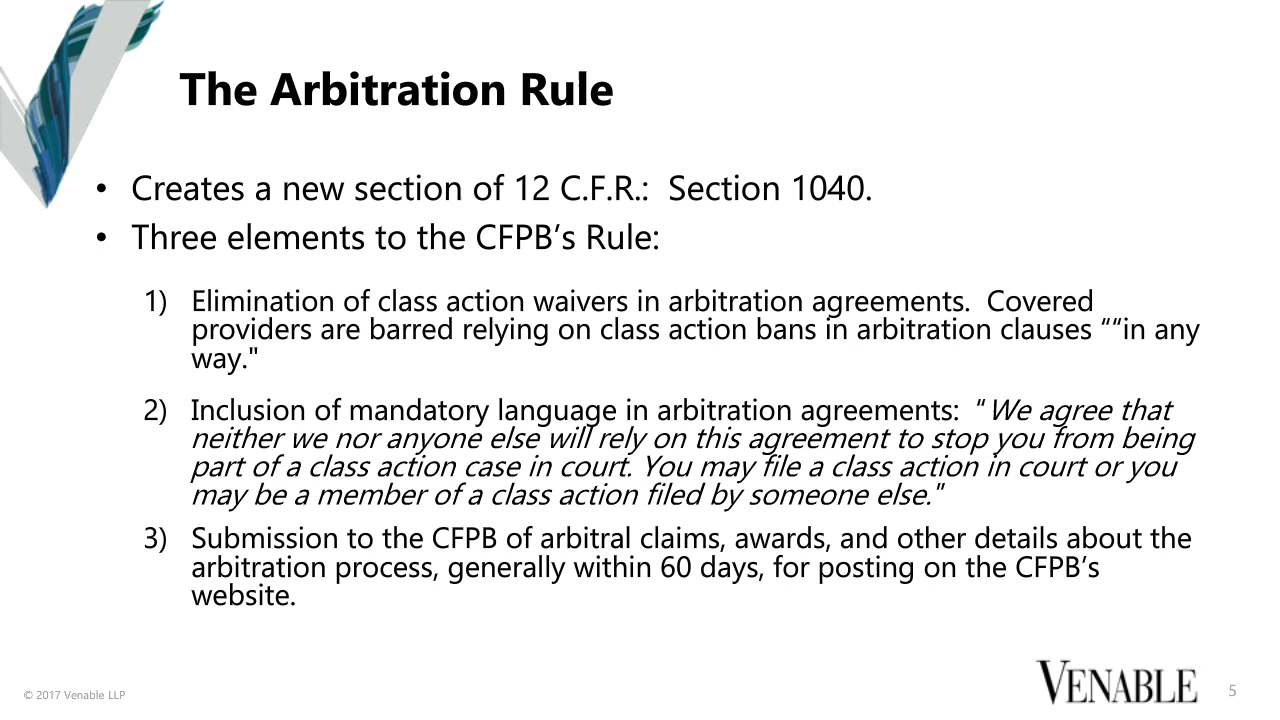 The Arbitration Rule
• Creates a new section of 12 C.F.R.:  Section 1040.
• Three elements to the CFPB’s Rule:
1) Elimination of class action waivers in arbitration agreements.  Covered
providers are barred relying on class action bans in arbitration clauses ““in any
way."
2) Inclusion of mandatory language in arbitration agreements:  “We agree that
neither we nor anyone else will rely on this agreement to stop you from being
part of a class action case in court. You may file a class action in court or you
may be a member of a class action filed by someone else.”
3) Submission to the CFPB of arbitral claims, awards, and other details about the
arbitration process, generally within 60 days, for posting on the CFPB’s
website.
© 2017 Venable LLP
VENABLE
5